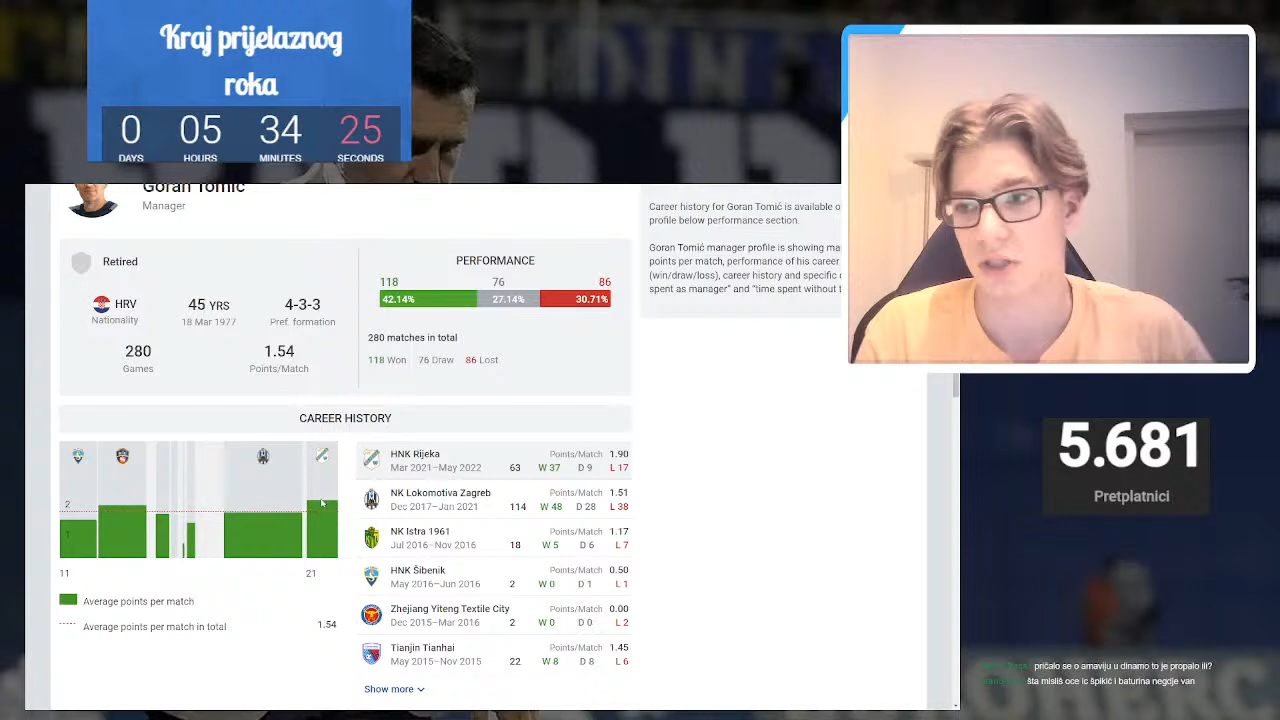 Kraj prijelaznog
roka
0 05 34 25
DAYS HOURS MINUTES SECONDS
Goran Tomić
Manager
Retired
HRV
Nationality
45 YRS
18 Mar 1977
4-3-3
Pref. formation
280
Games
1.54
Points/Match
PERFORMANCE
118 76 86
42.14% 27.14% 30.71%
280 matches in total
118 Won 76 Draw 86 Lost
Career history for Goran Tomić is available o
profile below performance section.
Goran Tomić manager profile is showing ma
points per match, performance of his career
(win/draw/loss), career history and specific
spent as manager” and “time spent without t
CAREER HISTORY
2
1
11 21
Average points per match
Average points per match in total 1.54
HNK Rijeka Points/Match 1.90
Mar 2021–May 2022 63 W 37 D 9 L 17
NK Lokomotiva Zagreb Points/Match 1.51
Dec 2017–Jan 2021 114 W 48 D 28 L 38
NK Istra 1961 Points/Match 1.17
Jul 2016–Nov 2016 18 W 5 D 6 L 7
HNK Šibenik Points/Match 0.50
May 2016–Jun 2016 2 W 0 D 1 L 1
Zhejiang Yiteng Textile City Points/Match 0.00
Dec 2015–Mar 2016 2 W 0 D 0 L 2
Tianjin Tianhai Points/Match 1.45
May 2015–Nov 2015 22 W 8 D 8 L 6
Show more
5.681
Pretplatnici
pričalo se o amaviju u dinamo to je propalo ili?
šta misliš oce ic špikić i baturina negdje van